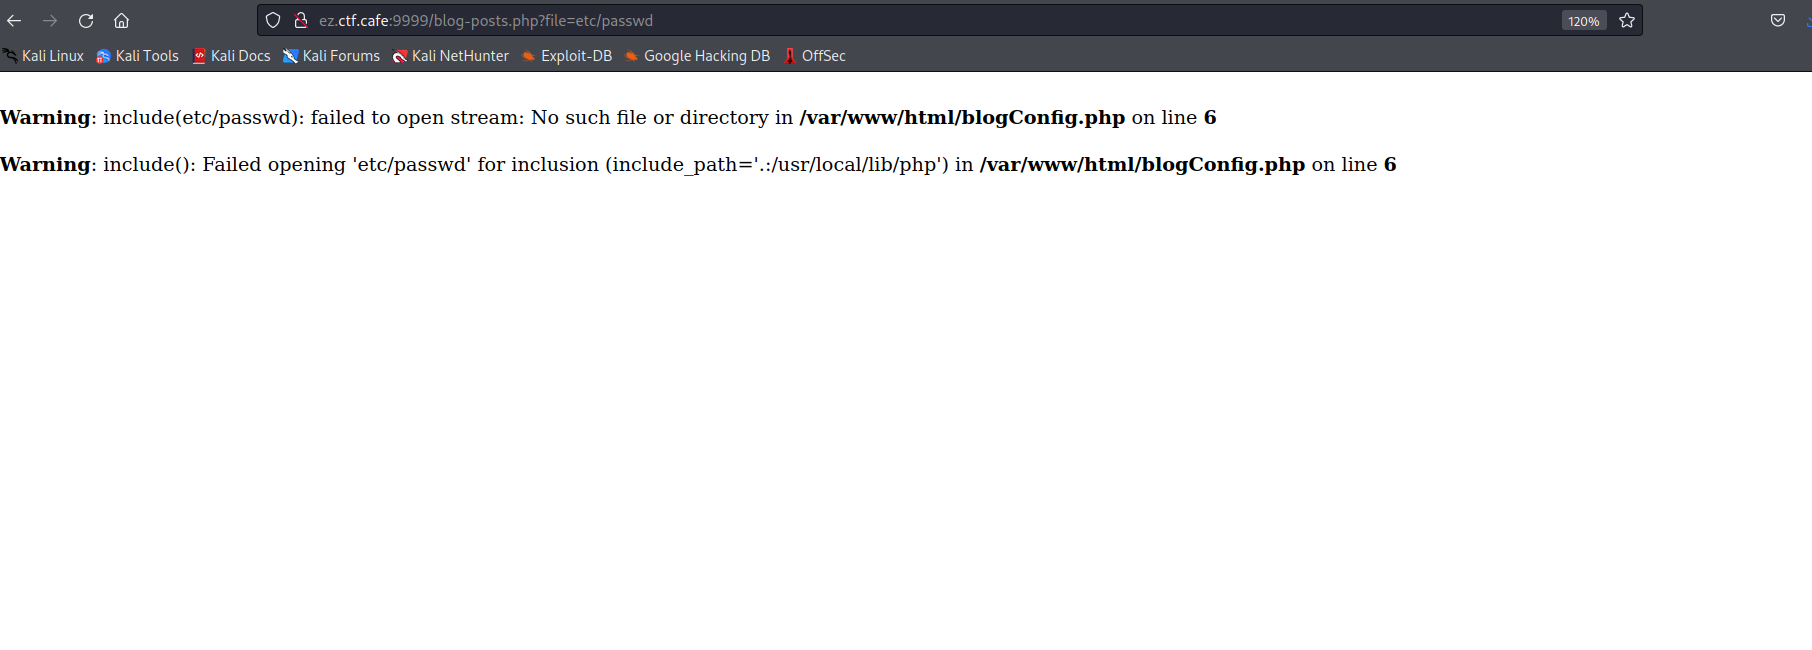 ez.ctf.cafe:9999/blog-posts.php?file=etc/passwd 120%
Kali Linux Kali Tools Kali Docs Kali Forums Kali NetHunter Exploit-DB Google Hacking DB OffSec
Warning: include(etc/passwd): failed to open stream: No such file or directory in /var/www/html/blogConfig.php on line 6
Warning: include(): Failed opening 'etc/passwd' for inclusion (include_path='.:/usr/local/lib/php') in /var/www/html/blogConfig.php on line 6